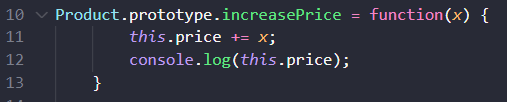 10 Product.prototype.increasePrice = function(x) {
11 this.price += x;
12 console.log(this.price);
13 }